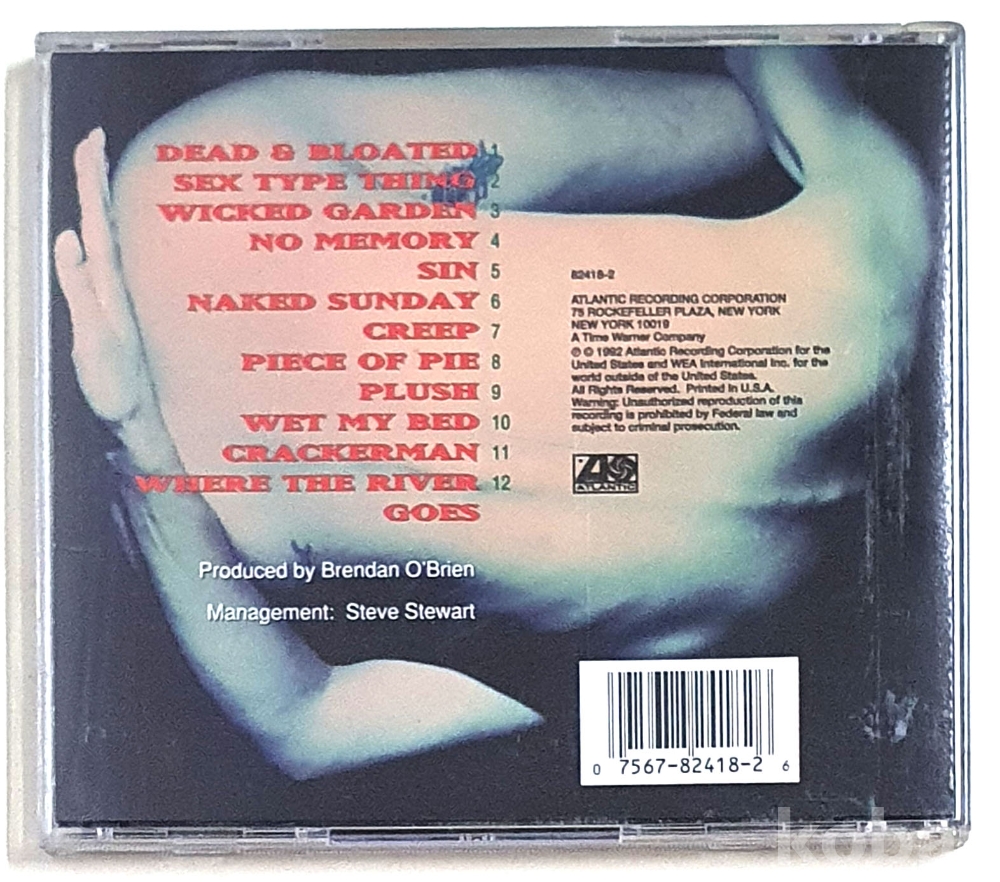 DEAD & BLOATED 1
SEX TYPE THING 2
WICKED GARDEN 3
NO MEMORY 4
SIN 5
NAKED SUNDAY 6
CREEP 7
PIECE OF PIE 8
PLUSH 9
WET MY BED 10
CRACKERMAN 11
WHERE THE RIVER 12
GOES
Produced by Brendan O'Brien
Management: Steve Stewart
82418-2
ATLANTIC RECORDING CORPORATION
75 ROCKEFELLER PLAZA, NEW YORK
NEW YORK 10019
A Time Warner Company
℗ © 1992 Atlantic Recording Corporation for the
United States and WEA International Inc. for the
world outside of the United States.
All Rights Reserved. Printed in U.S.A.
Warning: Unauthorized reproduction of this
recording is prohibited by Federal law and
subject to criminal prosecution.
ATLANTIC
0 7567-82418-2 6